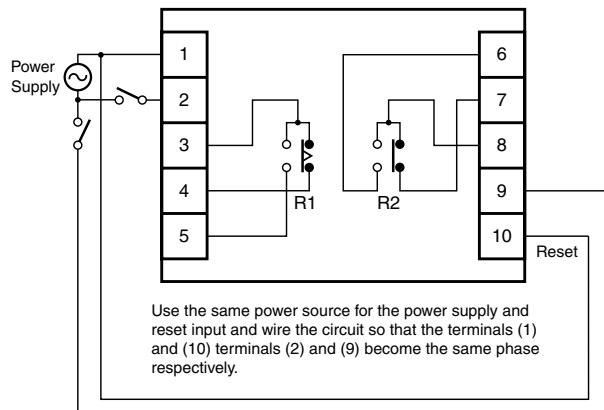 Power
Supply
1
2
3
4
5
R1
R2
6
7
8
9
10
Reset
Use the same power source for the power supply and
reset input and wire the circuit so that the terminals (1)
and (10) terminals (2) and (9) become the same phase
respectively.